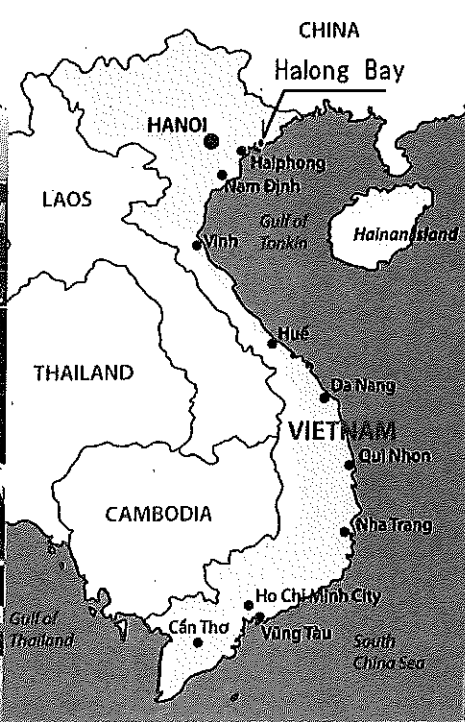 CHINA
Halong Bay
HANOI
Haiphong
Nam Định
LAOS
Gulf of
Tonkin
Hainan Island
Vinh
Hué
THAILAND
Da Nang
VIETNAM
Qui Nhon
CAMBODIA
Nha Trang
Ho Chi Minh City
Gulf of
Thailand
Cần Thơ
Vũng Tàu
South
China Sea